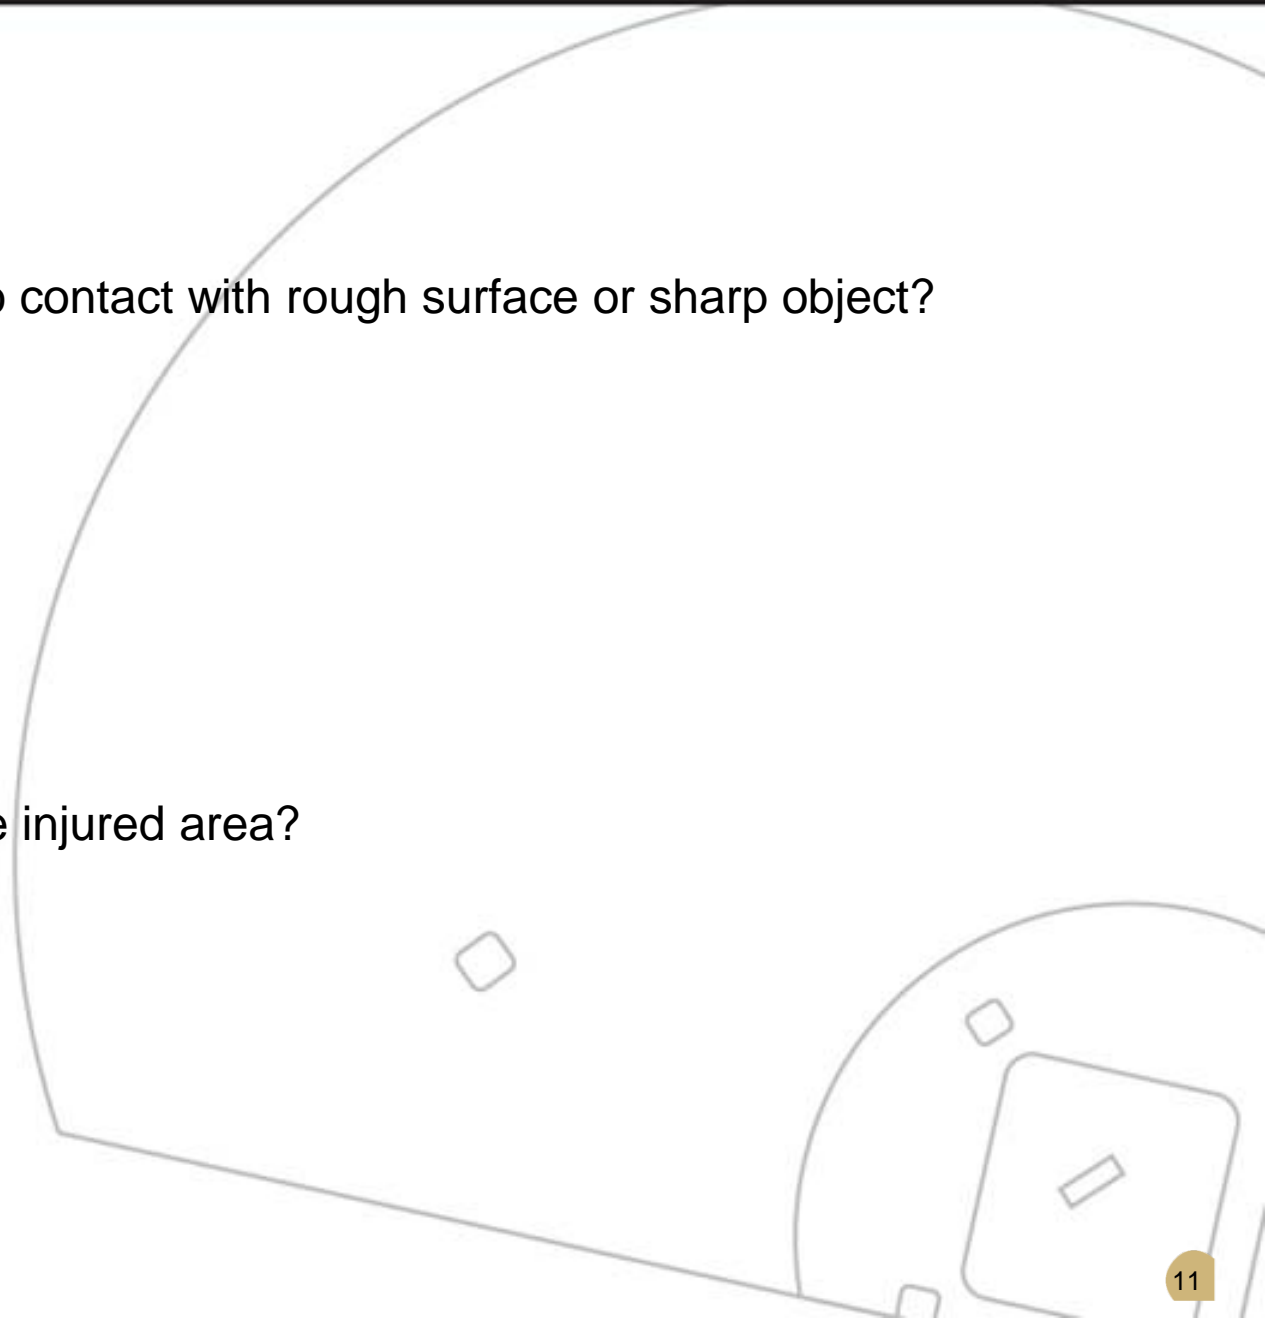 contact with rough surface or sharp object?
injured area?
11